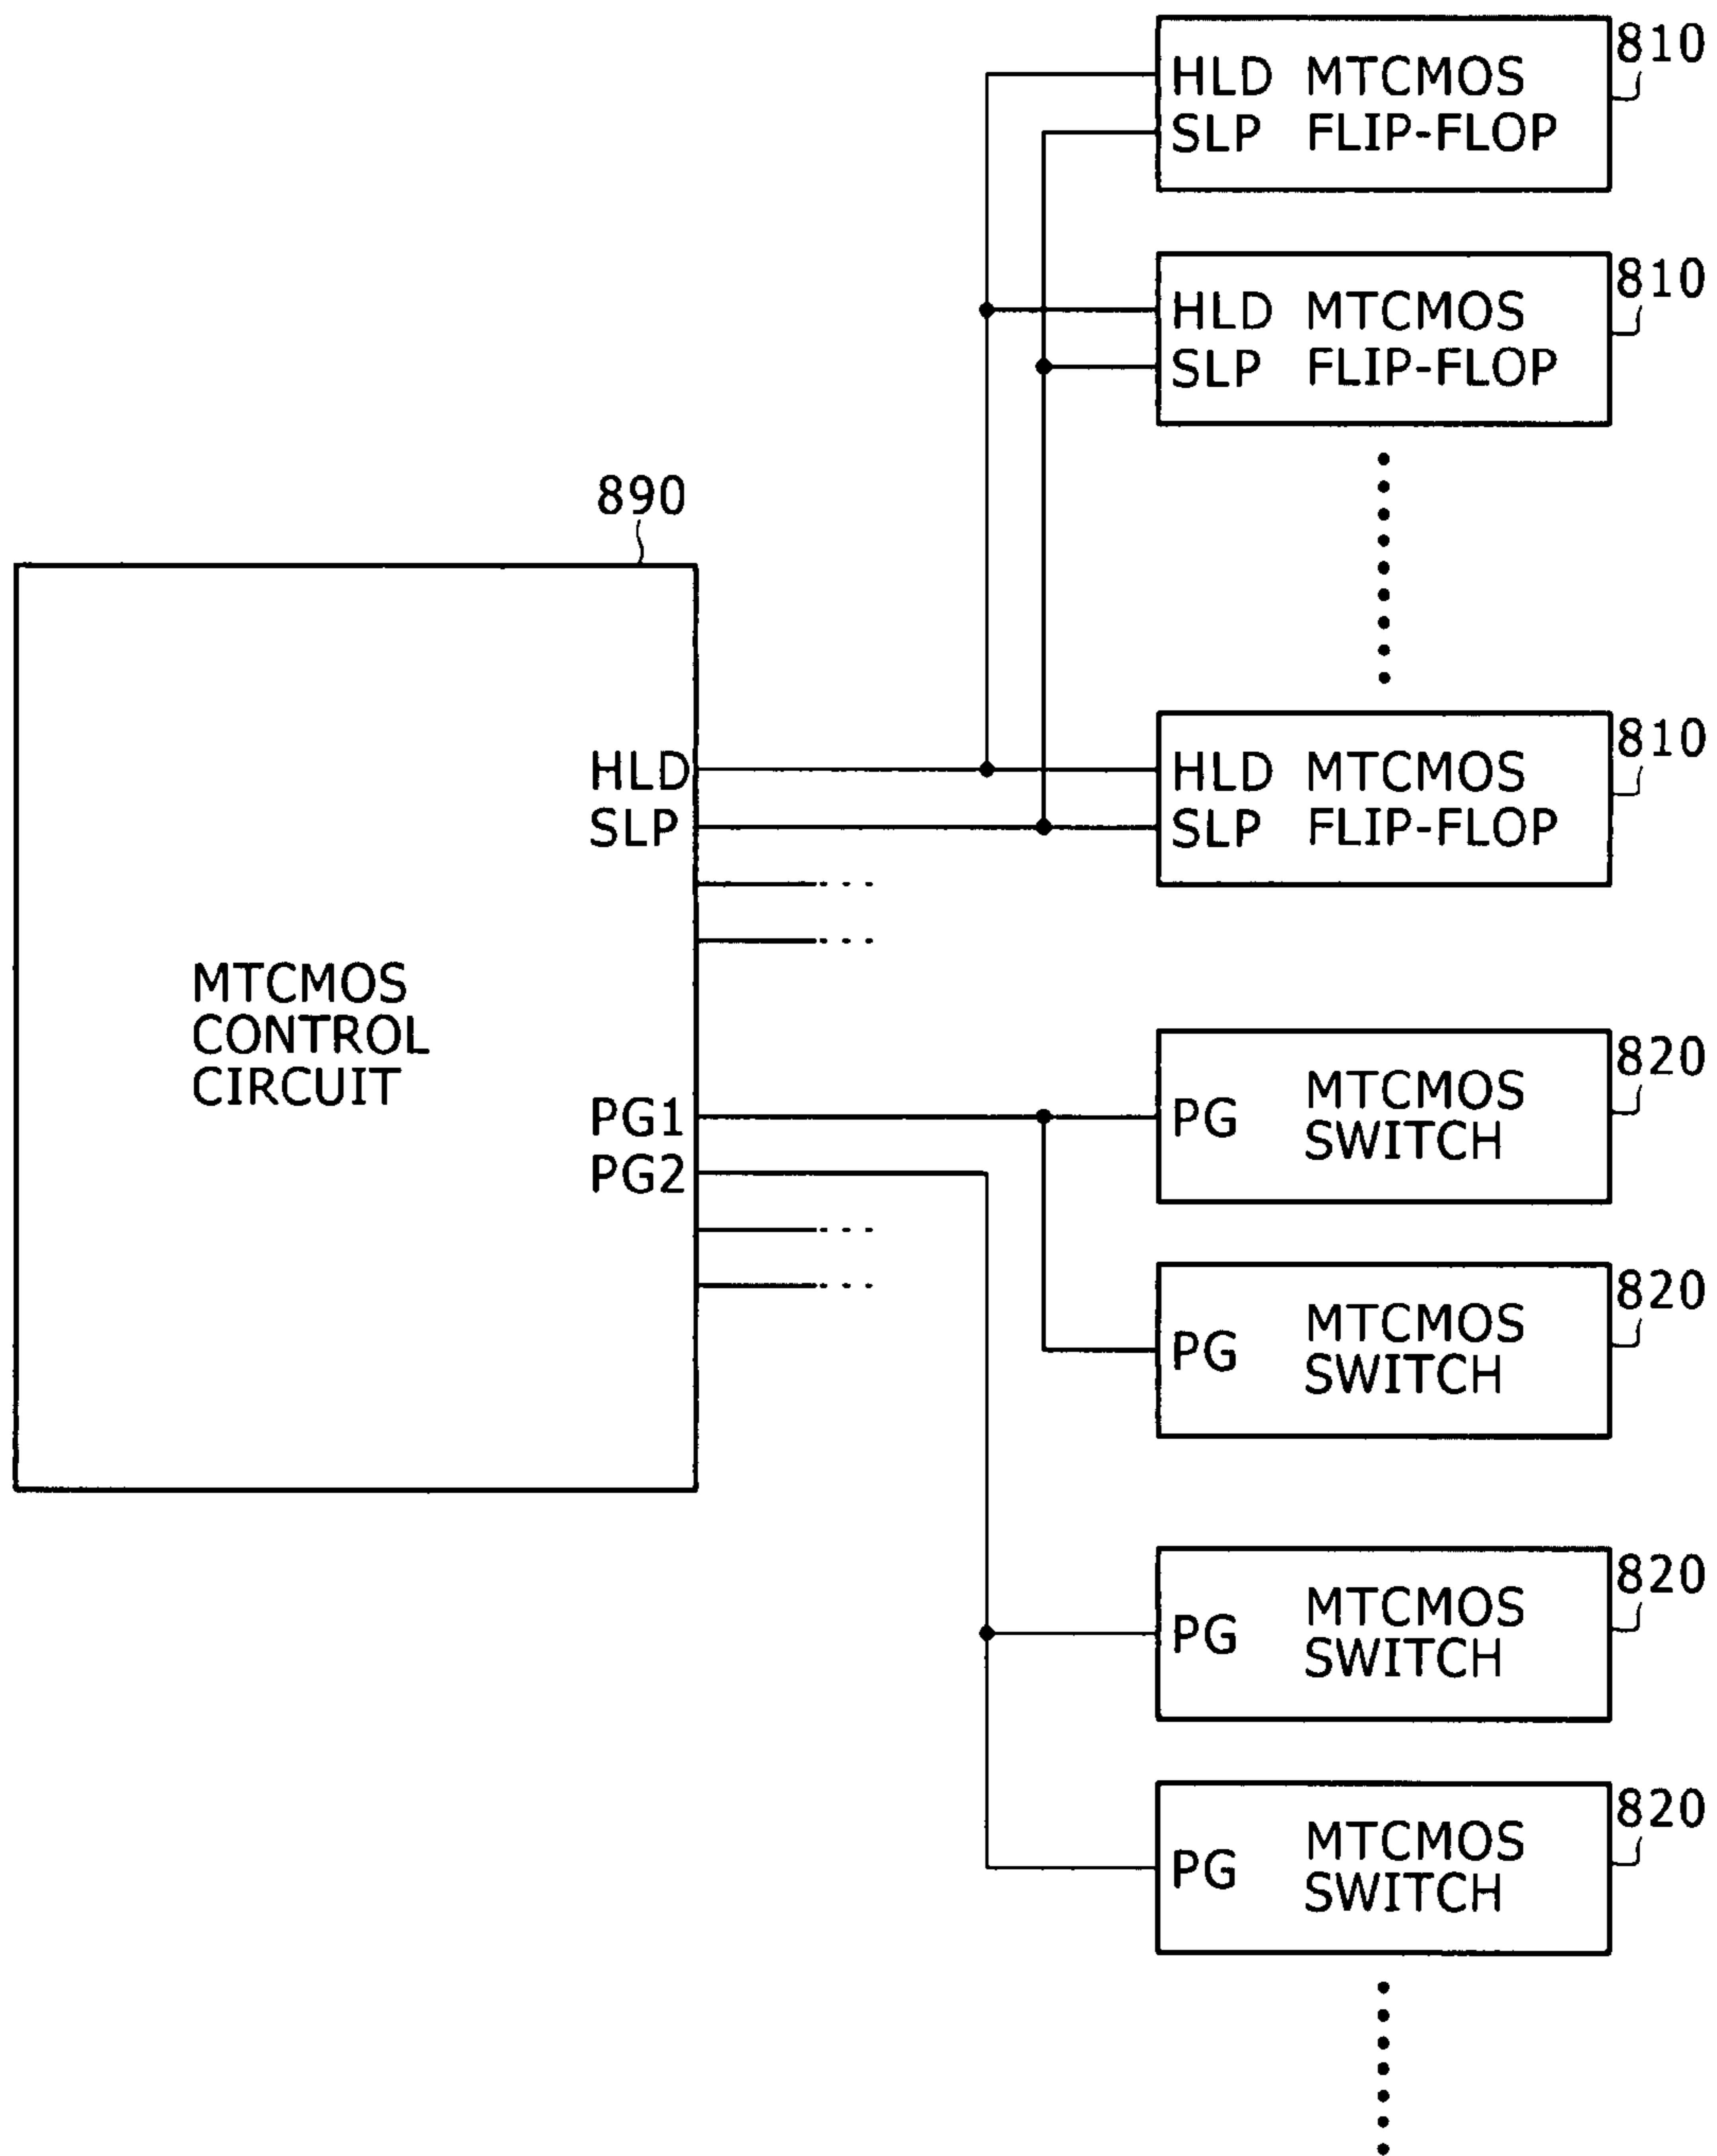 810
HLD MTCMOS
SLP FLIP-FLOP
810
HLD MTCMOS
SLP FLIP-FLOP
890
810
HLD MTCMOS
SLP FLIP-FLOP
HLD
SLP
MTCMOS
CONTROL
CIRCUIT
PG1
PG2
820
PG MTCMOS
SWITCH
820
PG MTCMOS
SWITCH
820
PG MTCMOS
SWITCH
820
PG MTCMOS
SWITCH